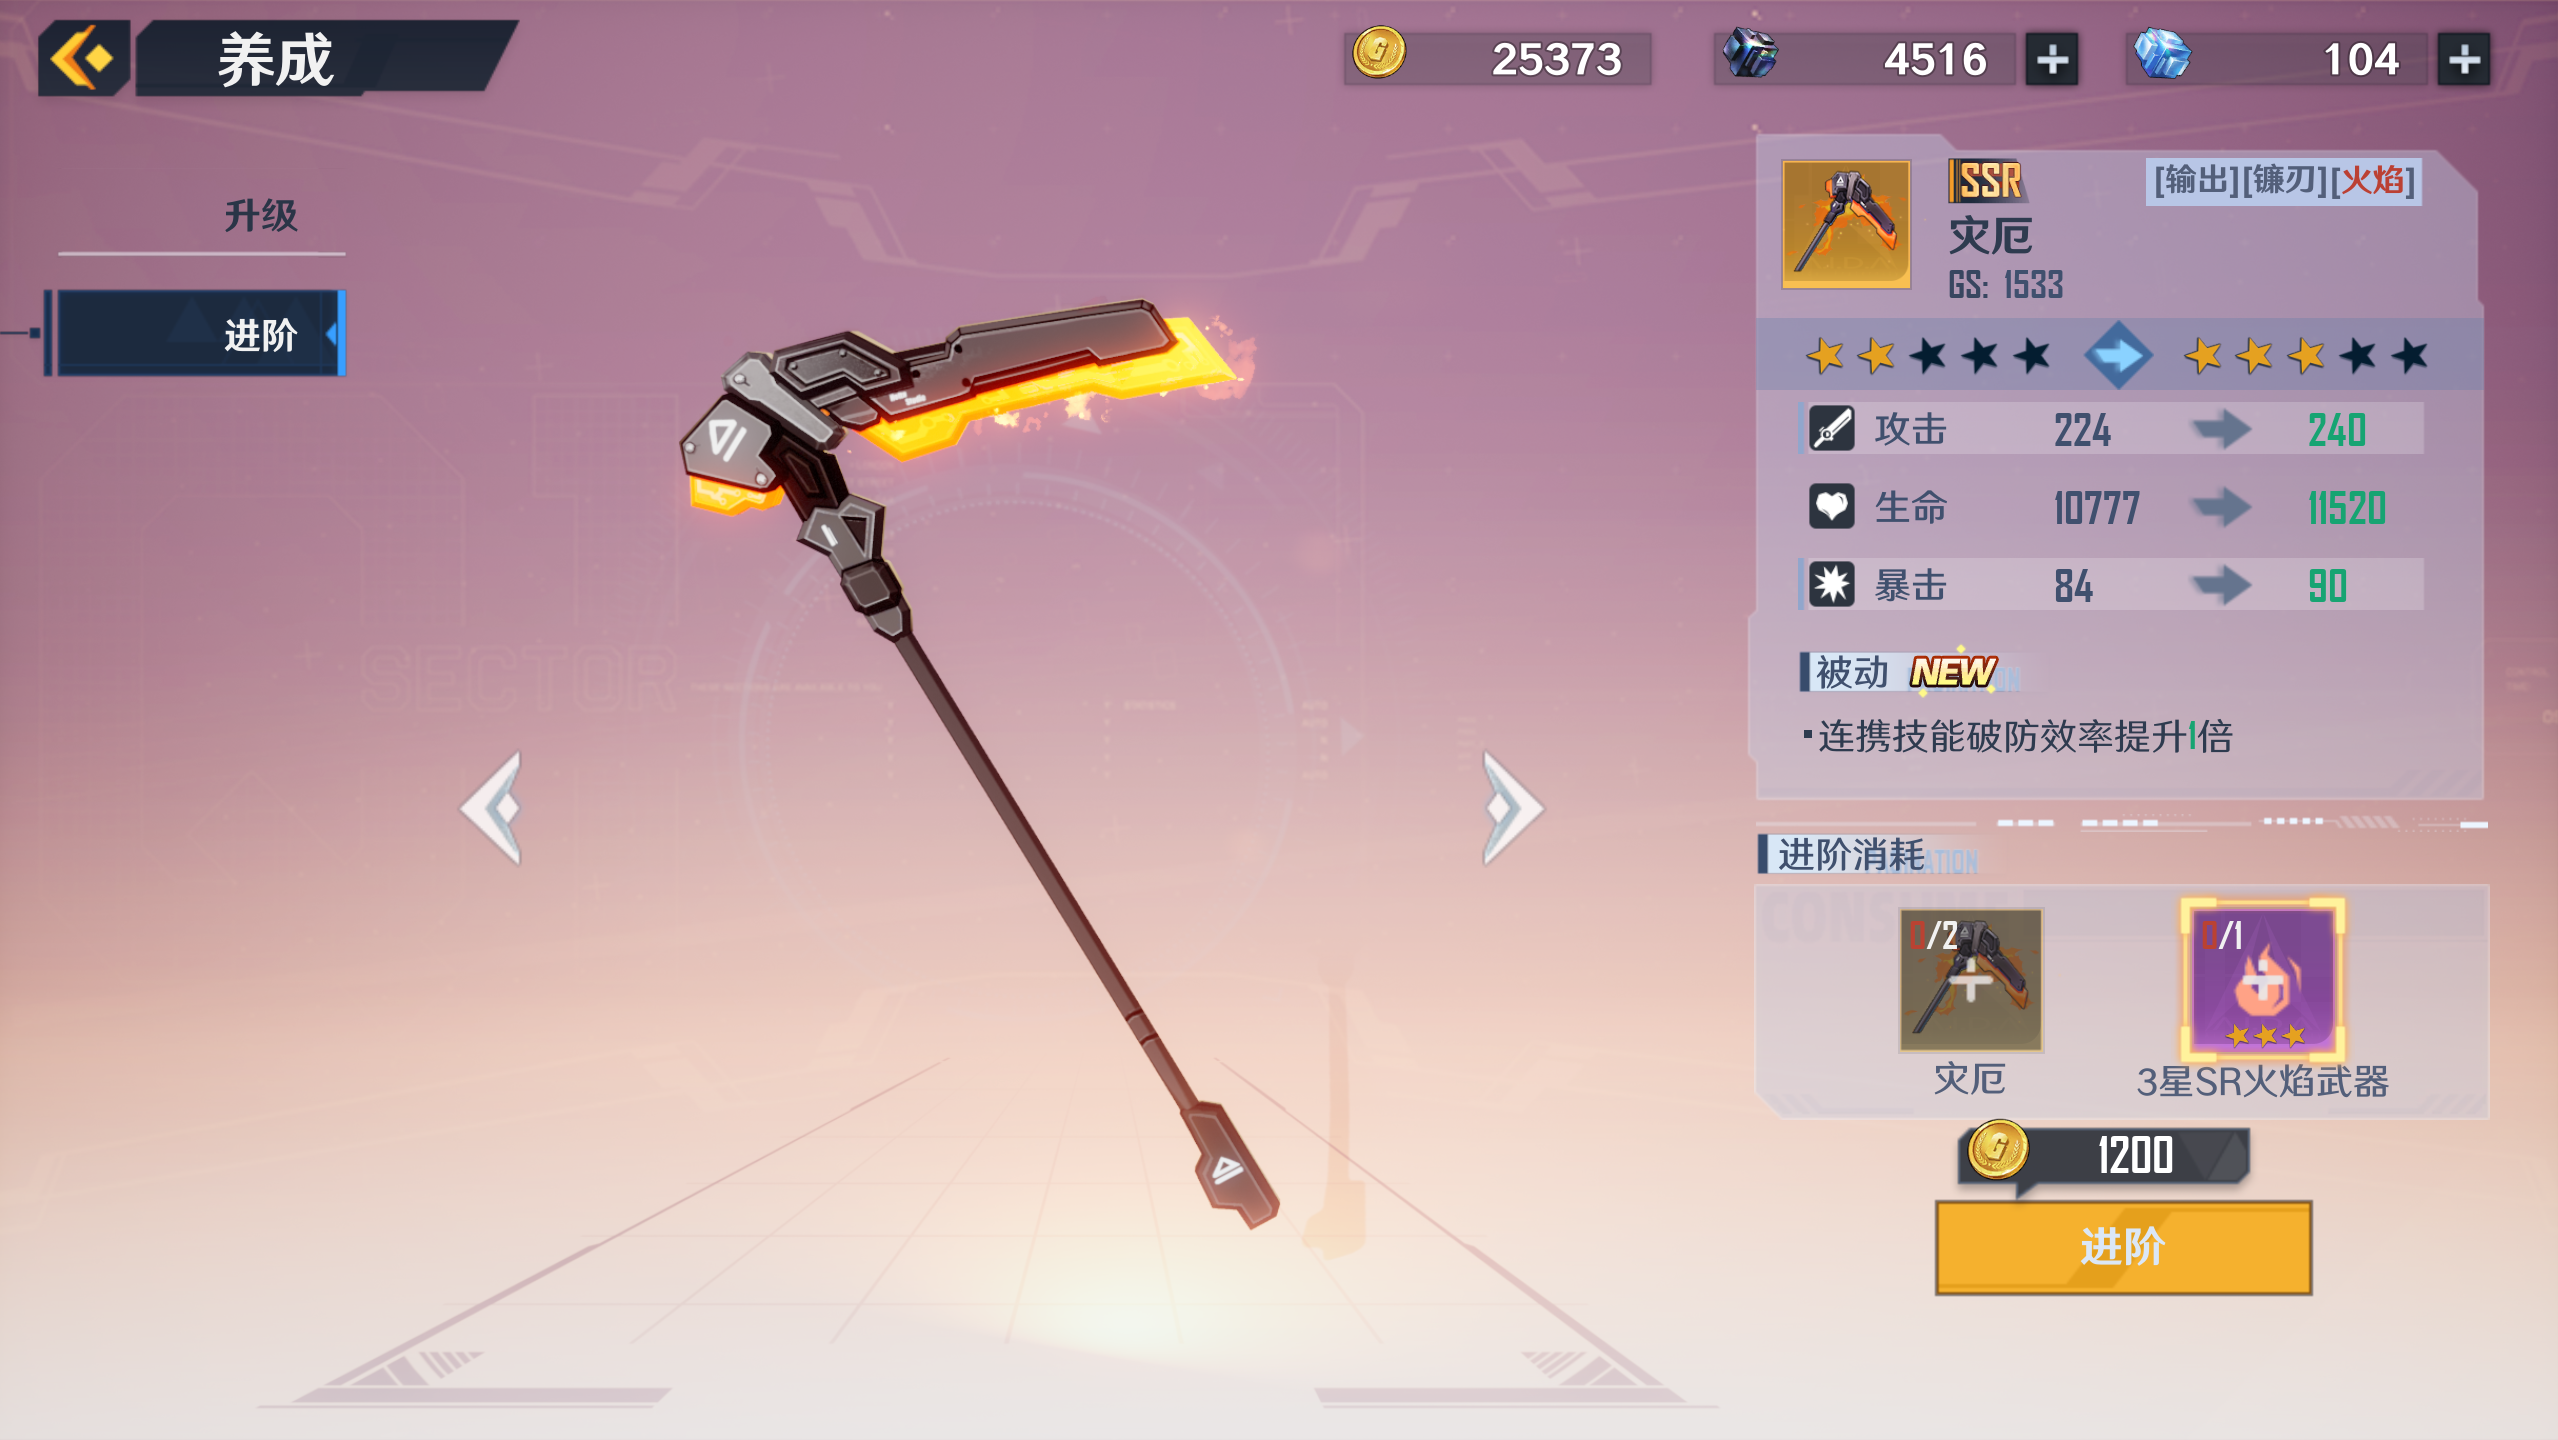 养成
25373
4516
104
升级
进阶
SECTOR
SSR
[输出][镰刃][火焰]
灾厄
GS: 1533
攻击 224 240
生命 10777 11520
暴击 84 90
被动 NEW
·连携技能破防效率提升1倍
进阶消耗
0/2
0/1
灾厄
3星SR火焰武器
1200
进阶